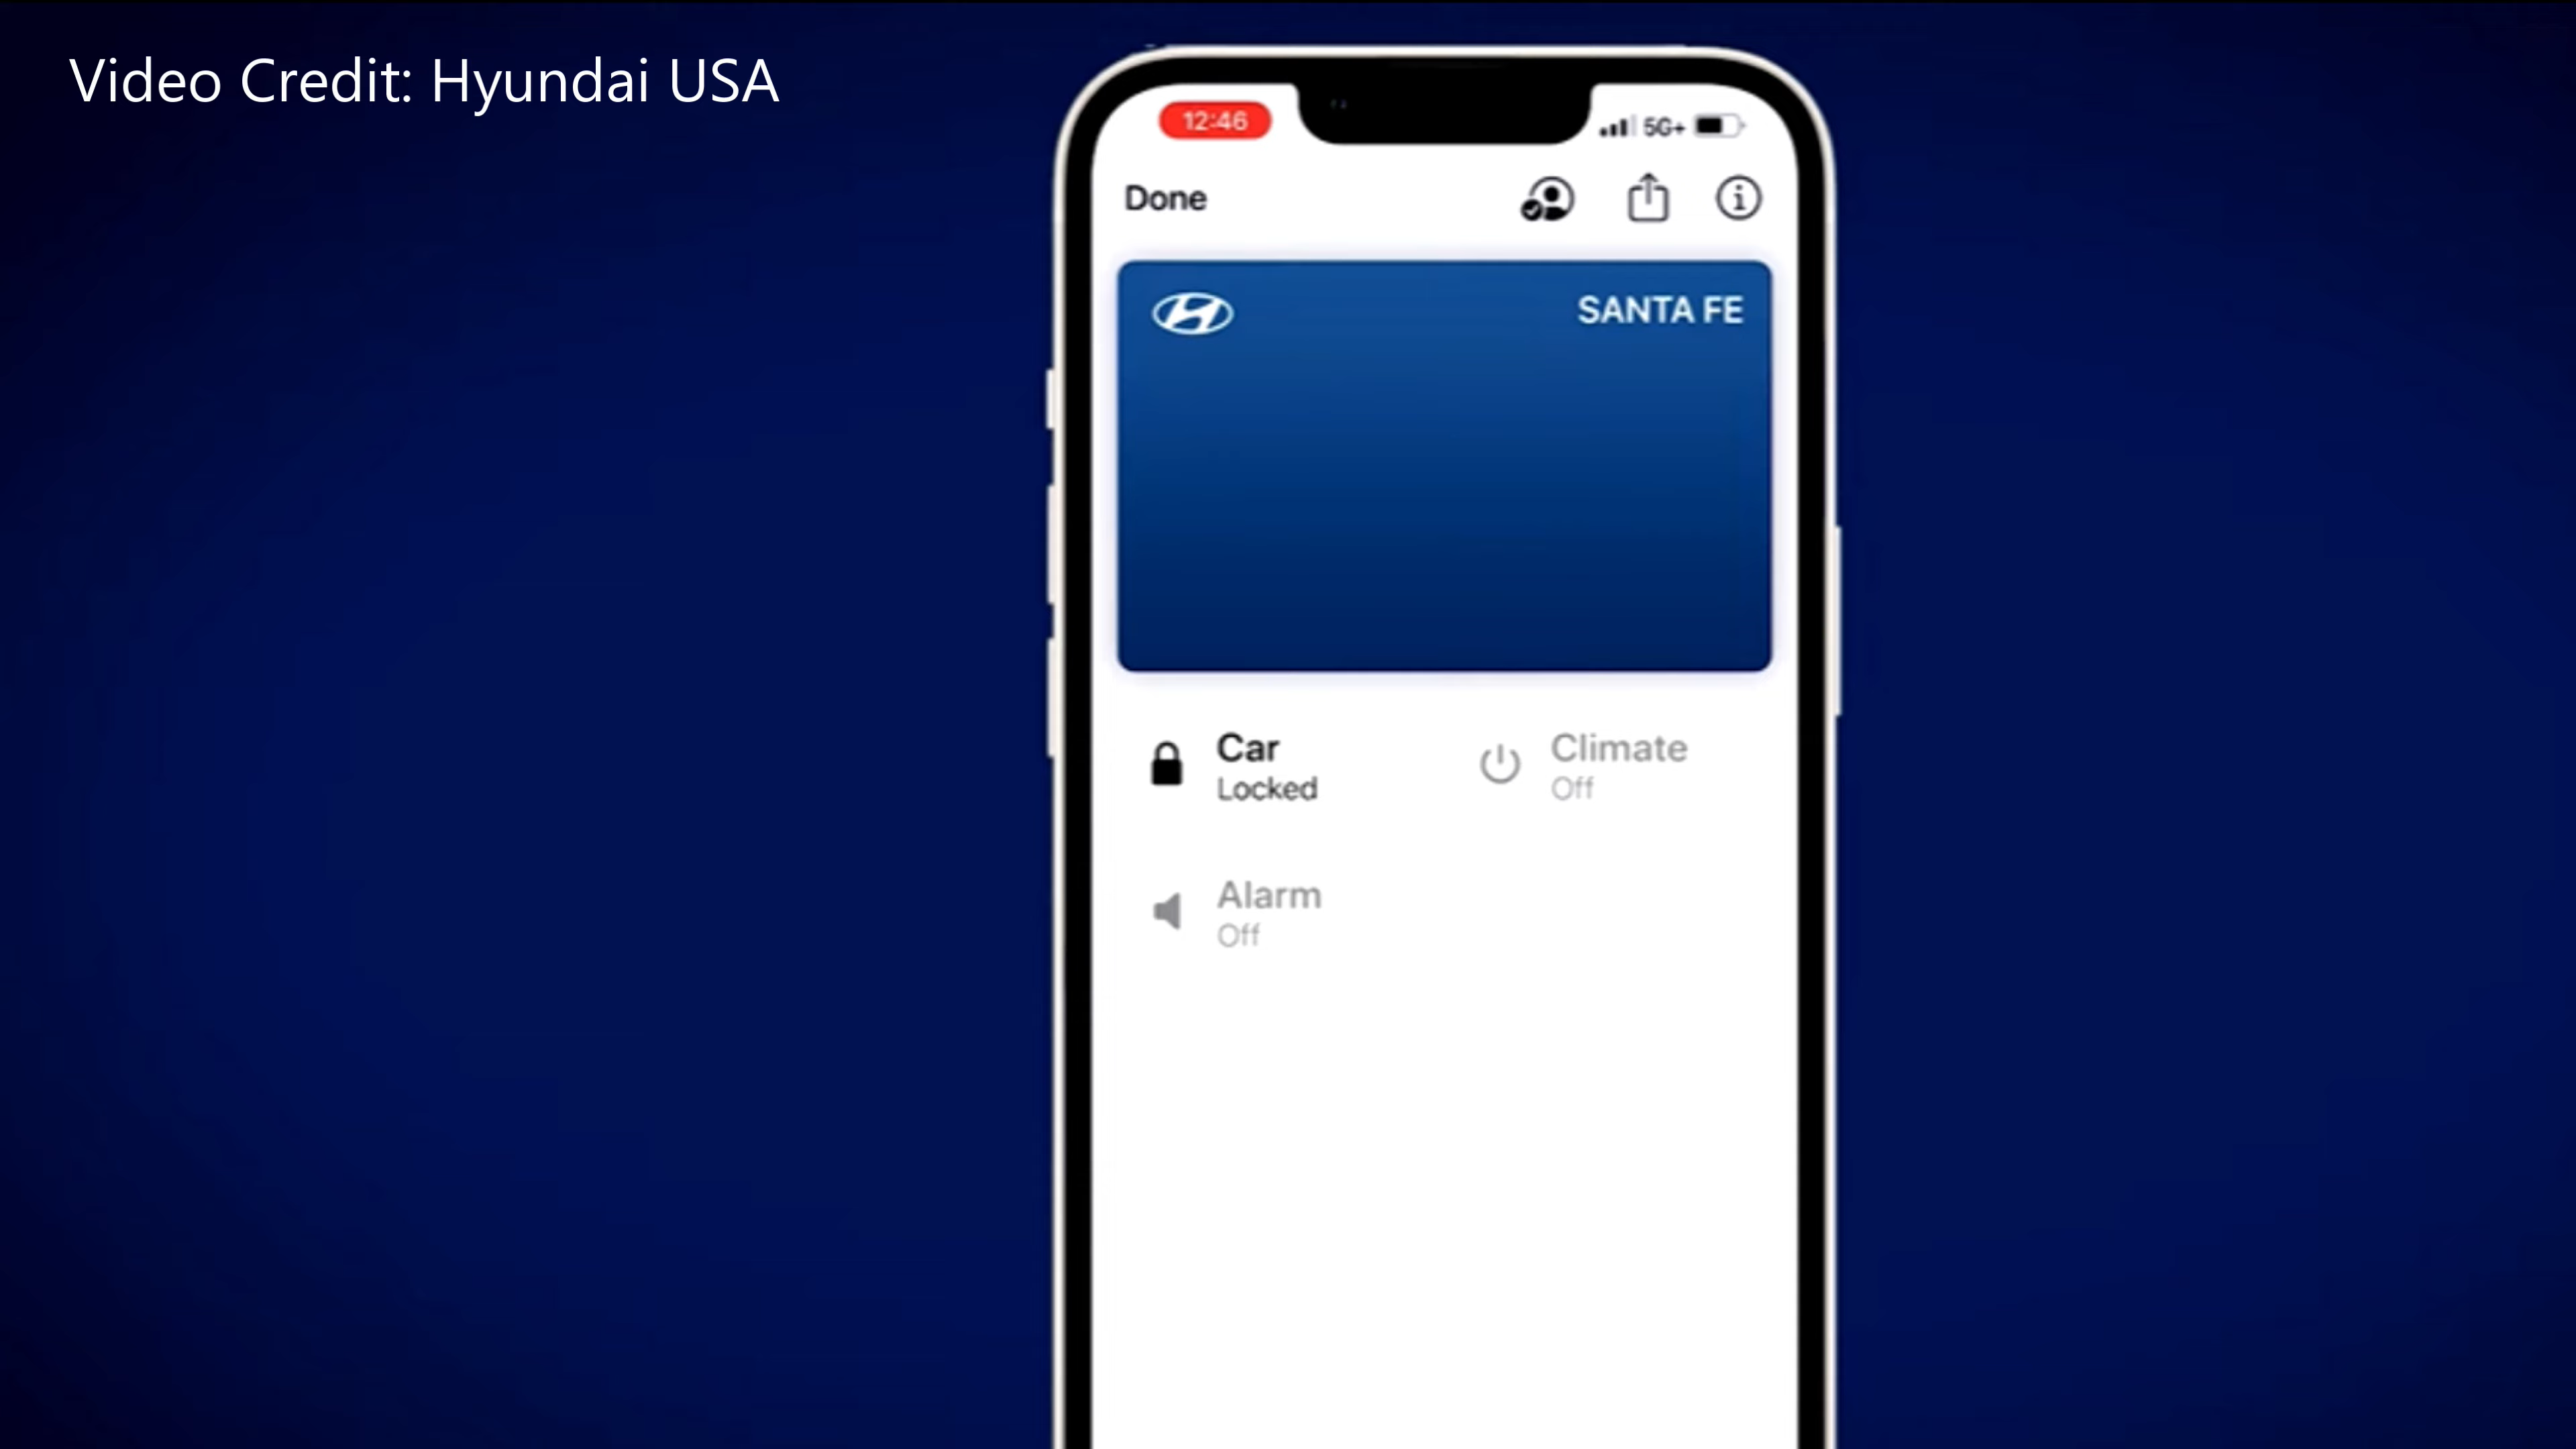 Video Credit: Hyundai USA
12:46
5G+
Done
SANTA FE
Car
Locked
Climate
Off
Alarm
Off